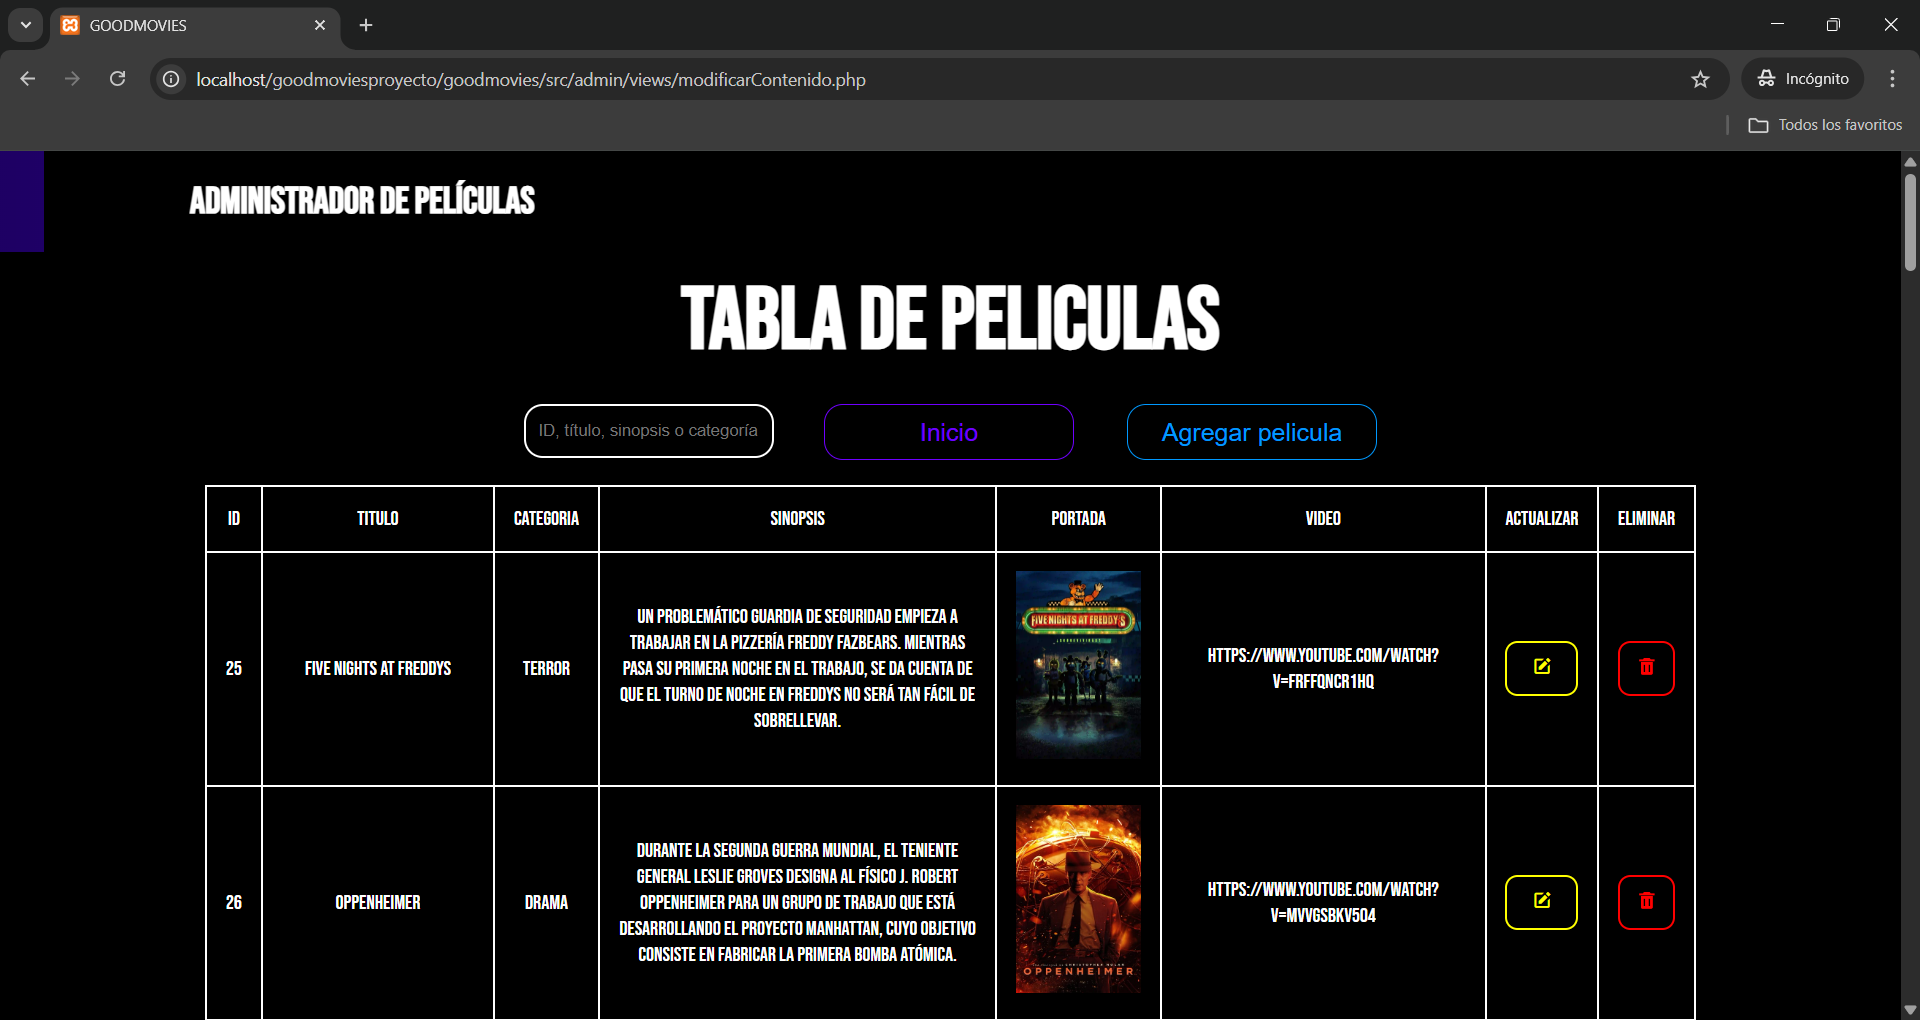 GOODMOVIES
localhost/goodmoviesproyecto/goodmovies/src/admin/views/modificarContenido.php
Incógnito
Todos los favoritos
ADMINISTRADOR DE PELÍCULAS
TABLA DE PELICULAS
ID, título, sinopsis o categoría
Inicio
Agregar pelicula
ID
TITULO
CATEGORIA
SINOPSIS
PORTADA
VIDEO
ACTUALIZAR
ELIMINAR
25
FIVE NIGHTS AT FREDDYS
TERROR
UN PROBLEMÁTICO GUARDIA DE SEGURIDAD EMPIEZA A
TRABAJAR EN LA PIZZERÍA FREDDY FAZBEARS. MIENTRAS
PASA SU PRIMERA NOCHE EN EL TRABAJO, SE DA CUENTA DE
QUE EL TURNO DE NOCHE EN FREDDYS NO SERÁ TAN FÁCIL DE
SOBRELLEVAR.
FIVE NIGHTS AT FREDDY'S
HTTPS://WWW.YOUTUBE.COM/WATCH?
V=FRFFQNCR1HQ
26
OPPENHEIMER
DRAMA
DURANTE LA SEGUNDA GUERRA MUNDIAL, EL TENIENTE
GENERAL LESLIE GROVES DESIGNA AL FÍSICO J. ROBERT
OPPENHEIMER PARA UN GRUPO DE TRABAJO QUE ESTÁ
DESARROLLANDO EL PROYECTO MANHATTAN, CUYO OBJETIVO
CONSISTE EN FABRICAR LA PRIMERA BOMBA ATÓMICA.
OPPENHEIMER
HTTPS://WWW.YOUTUBE.COM/WATCH?
V=MVVGSBKV504